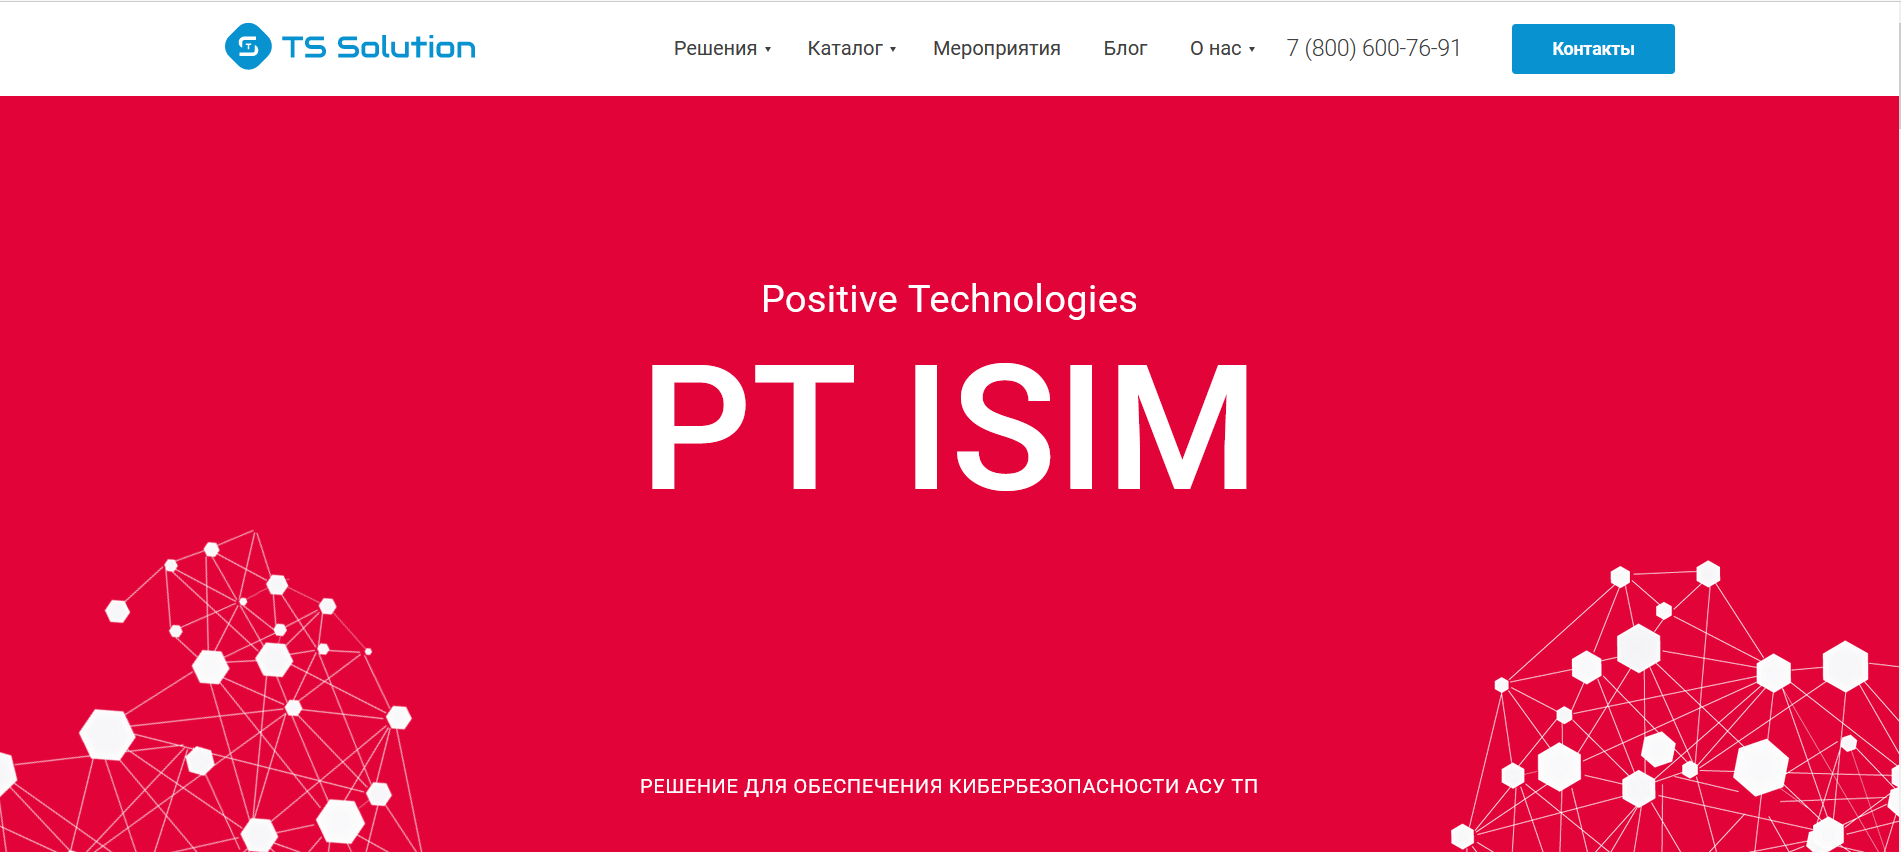 TS Solution
Решения Каталог Мероприятия Блог О нас 7 (800) 600-76-91 Контакты
Positive Technologies
PT ISIM
РЕШЕНИЕ ДЛЯ ОБЕСПЕЧЕНИЯ КИБЕРБЕЗОПАСНОСТИ АСУ ТП